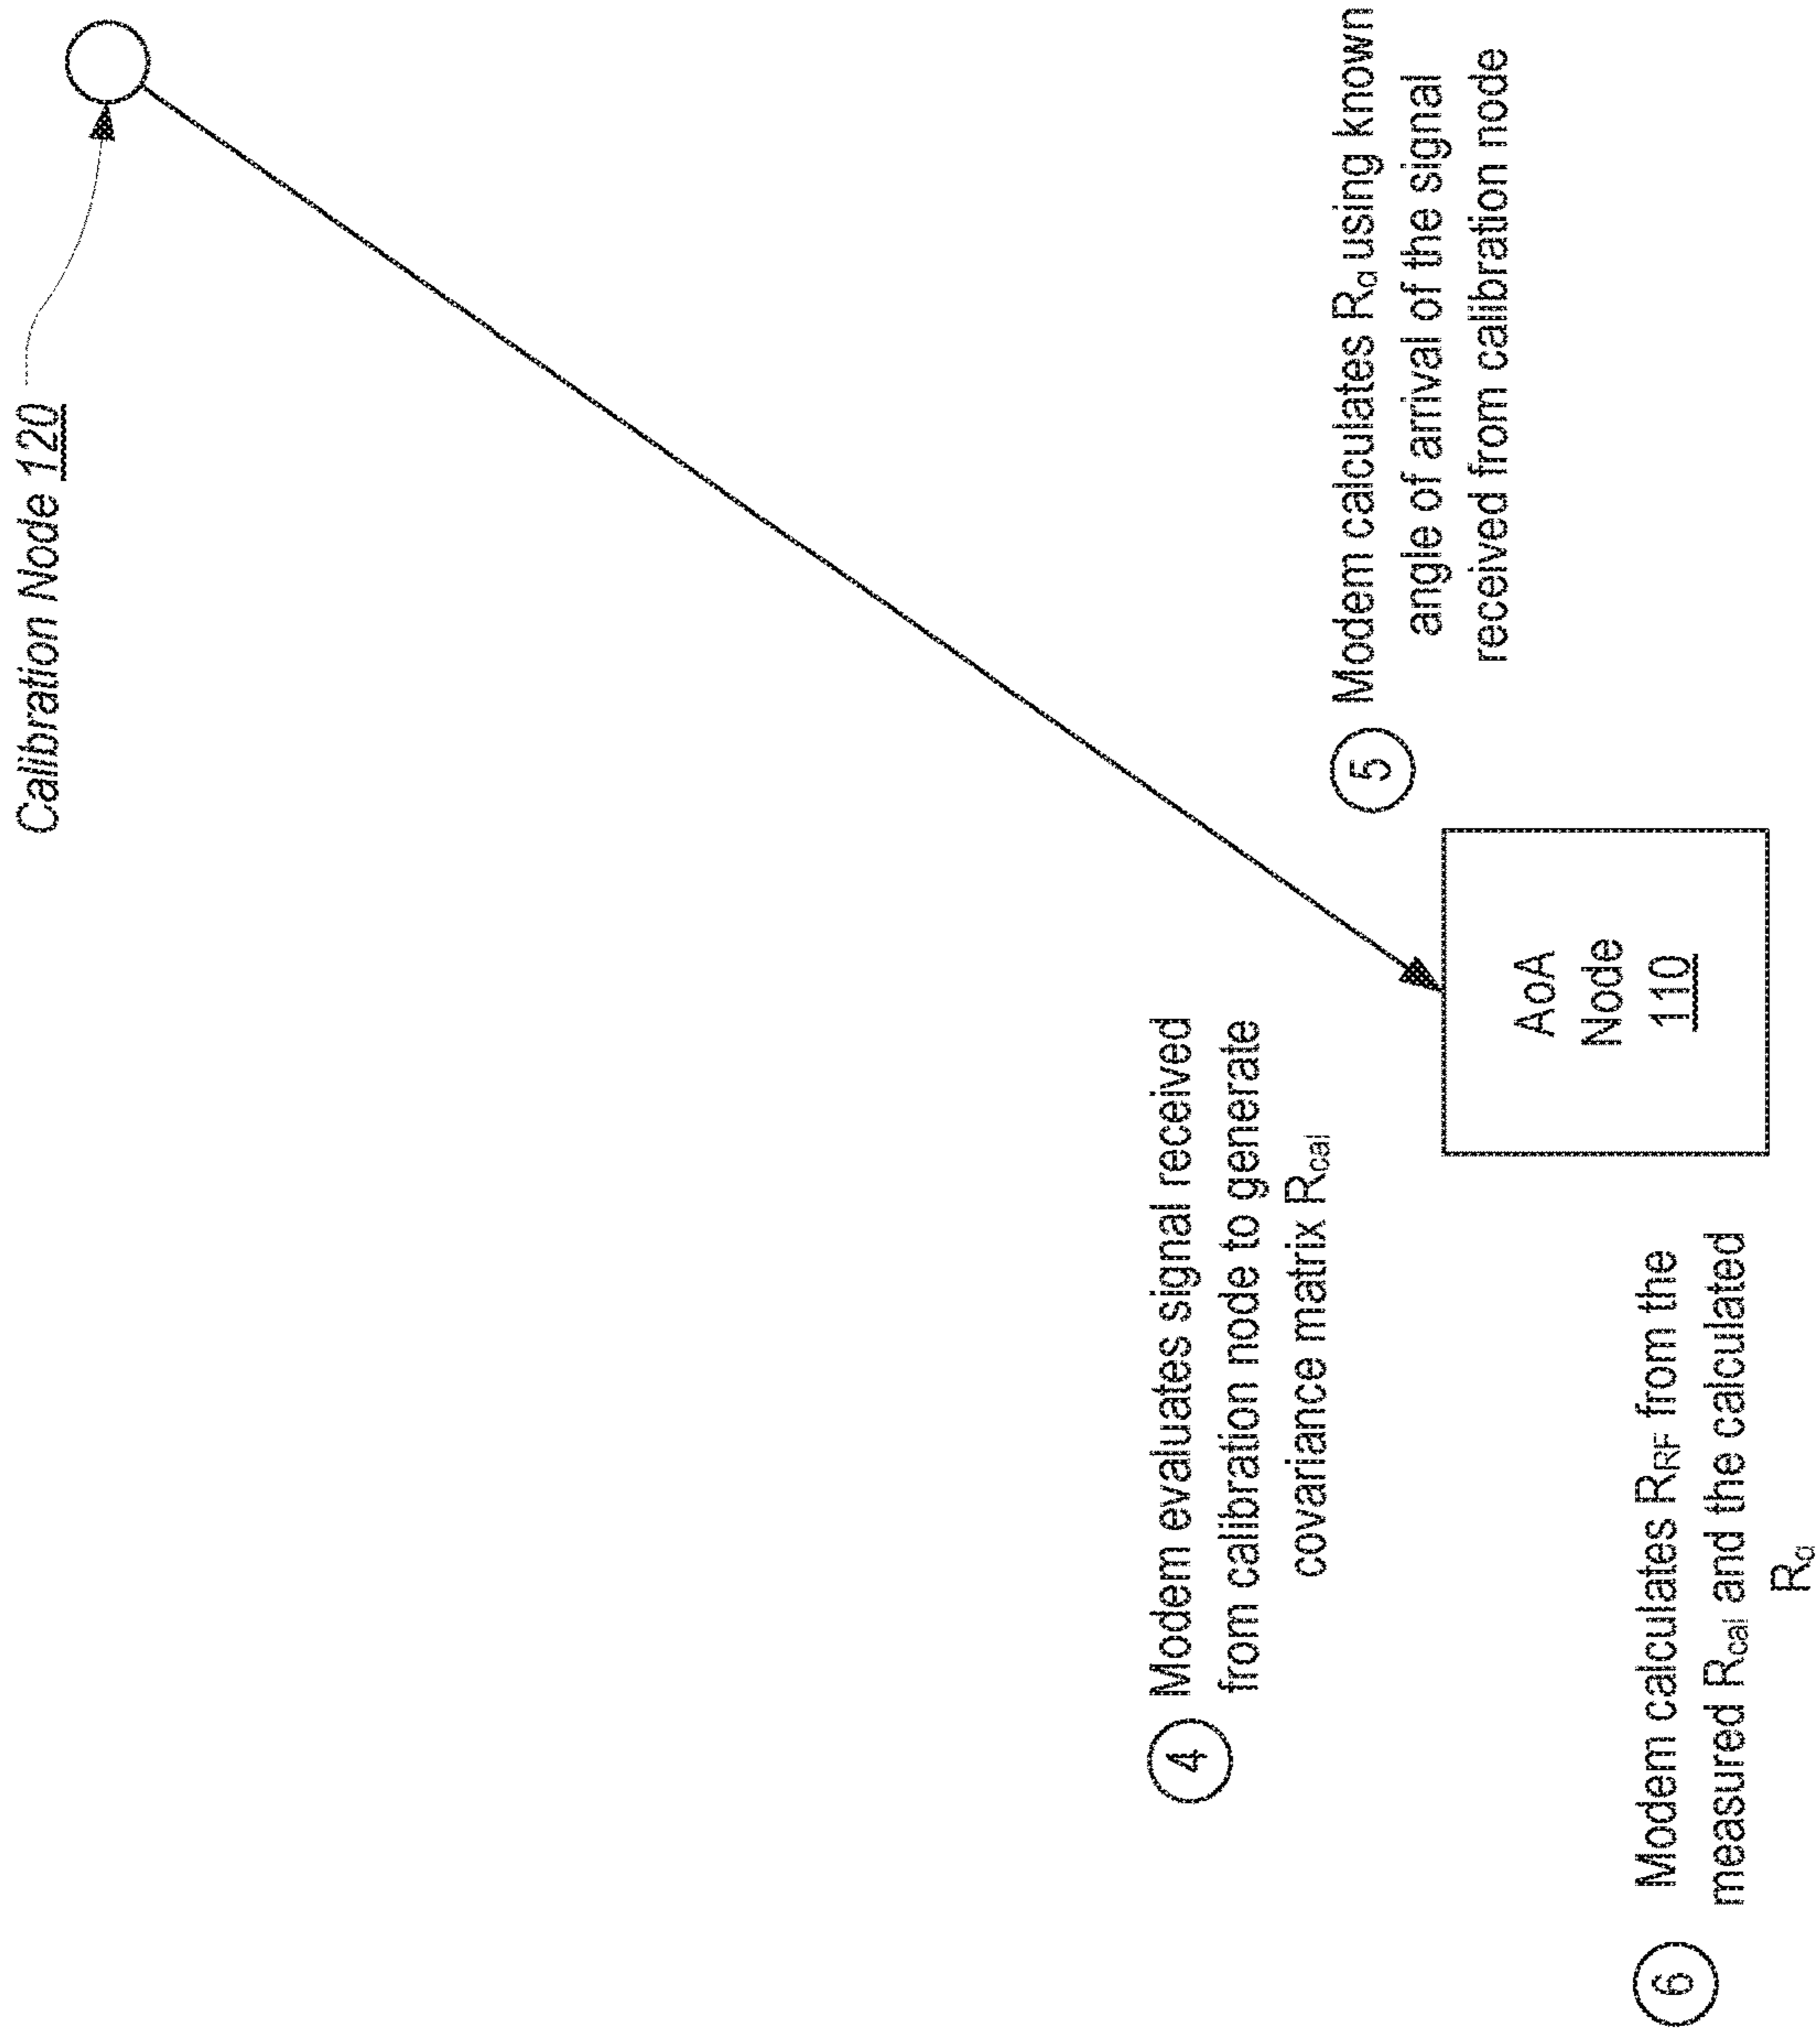 Calibration Node 120
4
Modem evaluates signal received
from calibration node to generate
covariance matrix Rcal
5
Modem calculates Rα using known
angle of arrival of the signal
received from calibration node
AoA
Node
110
6
Modem calculates RRF from the
measured Rcal and the calculated
Rα